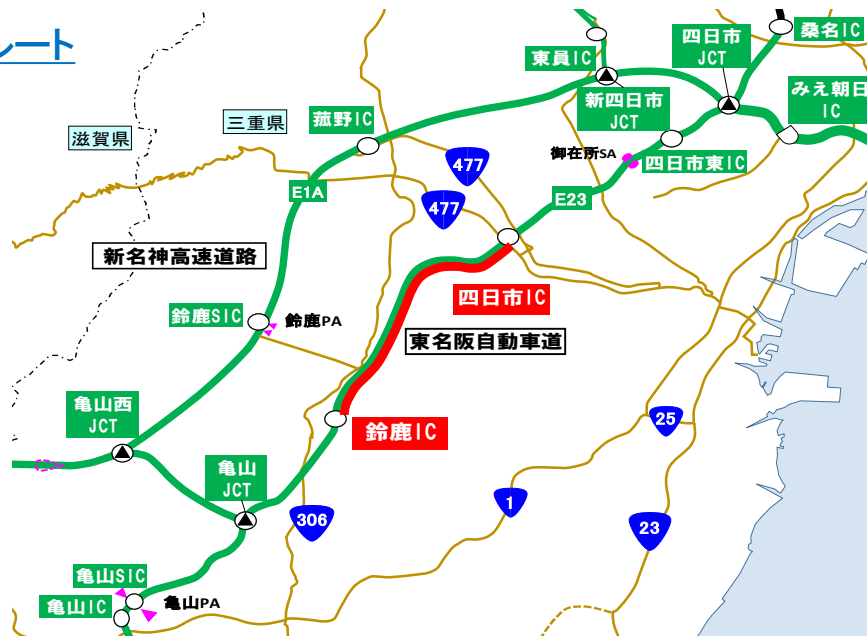 ルート
桑名IC
四日市
JCT
東員IC
みえ朝日
IC
新四日市
JCT
三重県
菰野IC
滋賀県
御在所SA
四日市東IC
477
E1A
E23
477
新名神高速道路
四日市IC
鈴鹿SIC
鈴鹿PA
東名阪自動車道
亀山西
JCT
25
鈴鹿IC
亀山
JCT
1
306
23
亀山SIC
亀山IC
亀山PA